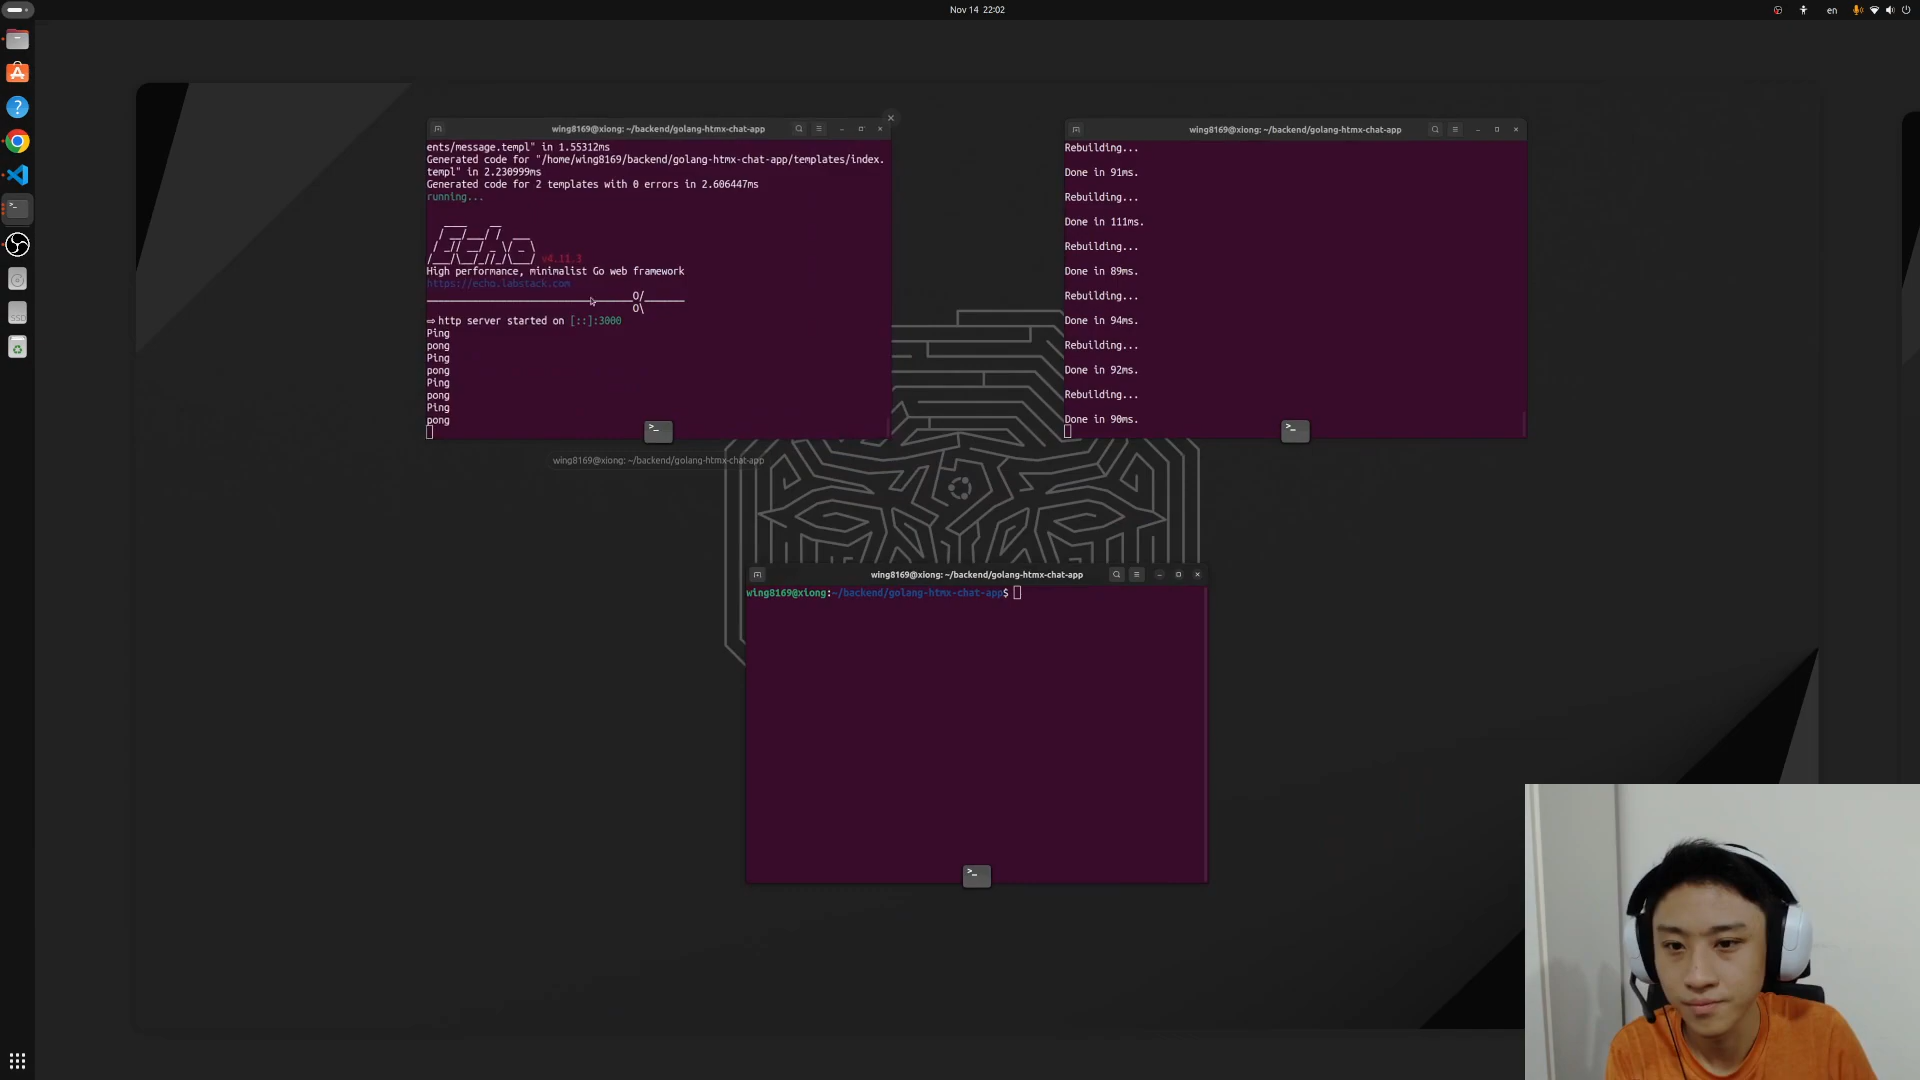 Nov 14 22:02
en
wing8169@xiong: ~/backend/golang-htmx-chat-app
ents/message.templ" in 1.55312ms
Generated code for "/home/wing8169/backend/golang-htmx-chat-app/templates/index.
templ" in 2.230999ms
Generated code for 2 templates with 0 errors in 2.606447ms
running...
v4.11.3
High performance, minimalist Go web framework
https://echo.labstack.com
⇨ http server started on [::]:3000
Ping
pong
Ping
pong
Ping
pong
Ping
pong
wing8169@xiong: ~/backend/golang-htmx-chat-app
wing8169@xiong: ~/backend/golang-htmx-chat-app
Rebuilding...
Done in 91ms.
Rebuilding...
Done in 111ms.
Rebuilding...
Done in 89ms.
Rebuilding...
Done in 94ms.
Rebuilding...
Done in 92ms.
Rebuilding...
Done in 90ms.
wing8169@xiong: ~/backend/golang-htmx-chat-app
wing8169@xiong:~/backend/golang-htmx-chat-app$